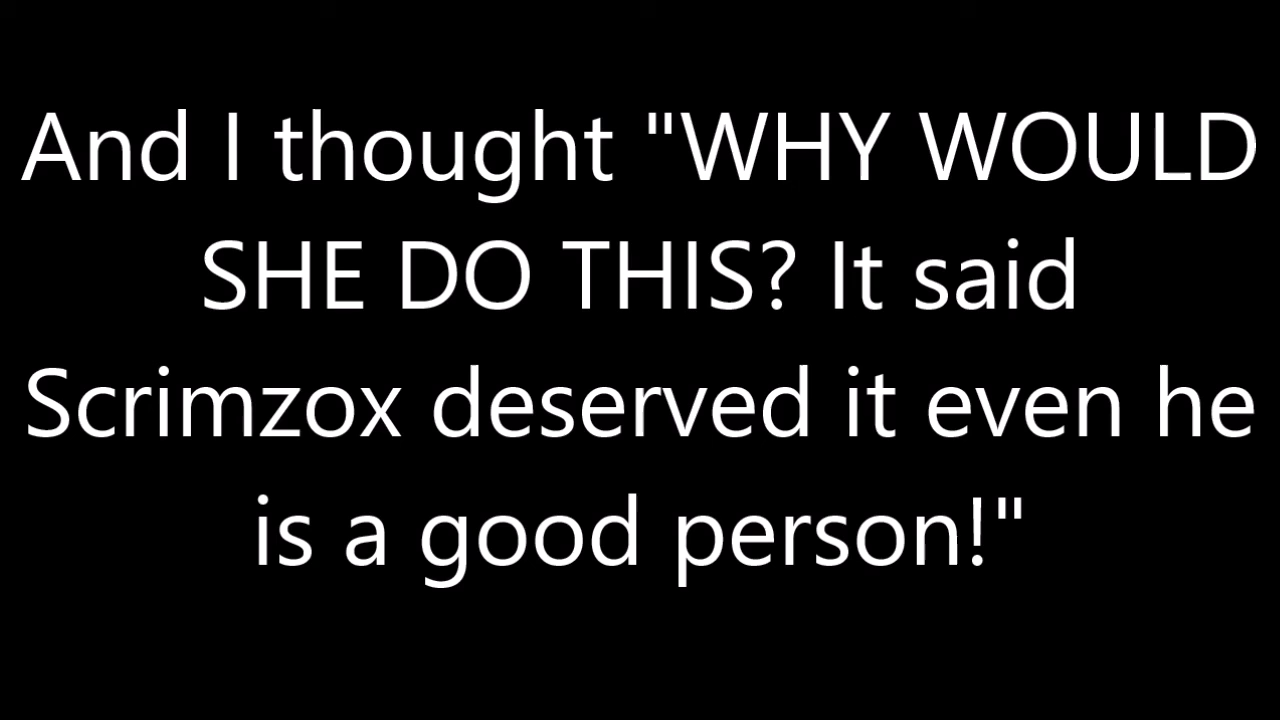 And I thought "WHY WOULD
SHE DO THIS? It said
Scrimzox deserved it even he
is a good person!"